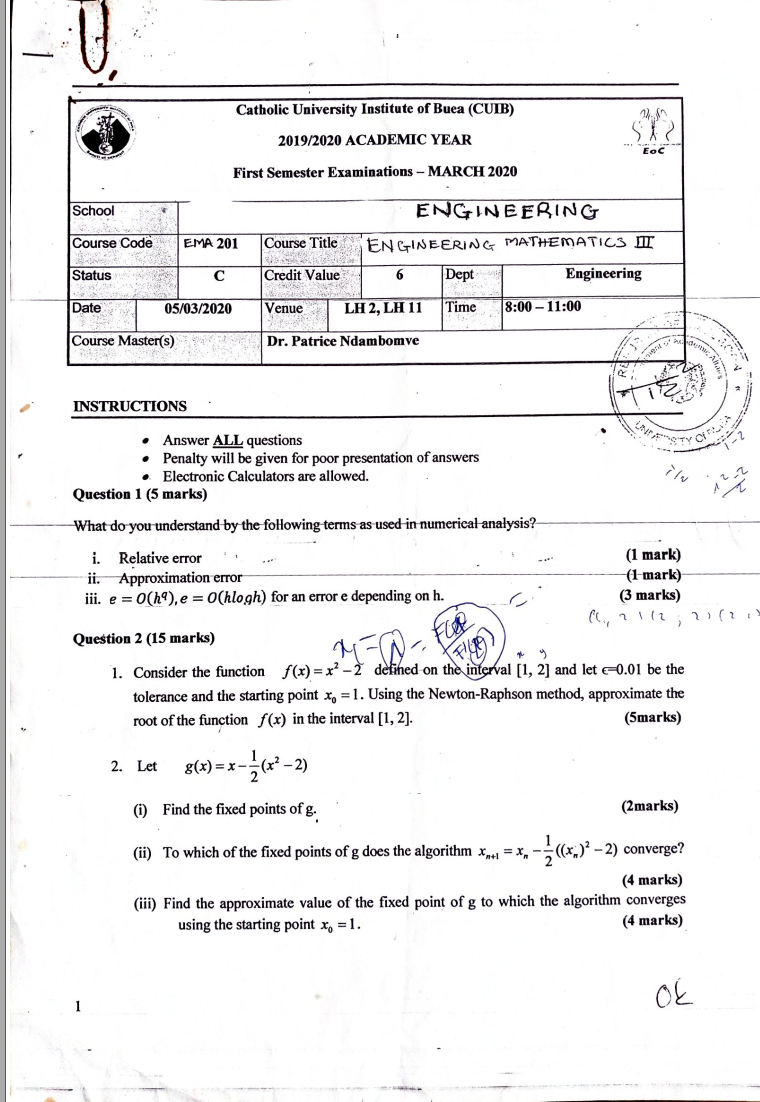 Catholic University Institute of Buea (CUIB)
2019/2020 ACADEMIC YEAR
First Semester Examinations – MARCH 2020
EoC
School ENGINEERING
Course Code EMA 201 Course Title ENGINEERING MATHEMATICS III
Status C Credit Value 6 Dept Engineering
Date 05/03/2020 Venue LH 2, LH 11 Time 8:00 – 11:00
Course Master(s) Dr. Patrice Ndambomve
INSTRUCTIONS
• Answer ALL questions
• Penalty will be given for poor presentation of answers
• Electronic Calculators are allowed.
Question 1 (5 marks)
What do you understand by the following terms as used in numerical analysis?
i. Relative error (1 mark)
ii. Approximation error (1 mark)
iii. e = O(h^q), e = O(hlogh) for an error e depending on h. (3 marks)
Question 2 (15 marks)
1. Consider the function f(x) = x² − 2 defined on the interval [1, 2] and let ϵ=0.01 be the
tolerance and the starting point x₀ = 1. Using the Newton-Raphson method, approximate the
root of the function f(x) in the interval [1, 2]. (5marks)
2. Let g(x) = x − 1/2(x² − 2)
(i) Find the fixed points of g. (2marks)
(ii) To which of the fixed points of g does the algorithm xₙ₊₁ = xₙ − 1/2((xₙ)² − 2) converge?
(4 marks)
(iii) Find the approximate value of the fixed point of g to which the algorithm converges
using the starting point x₀ = 1. (4 marks)
Ok
1